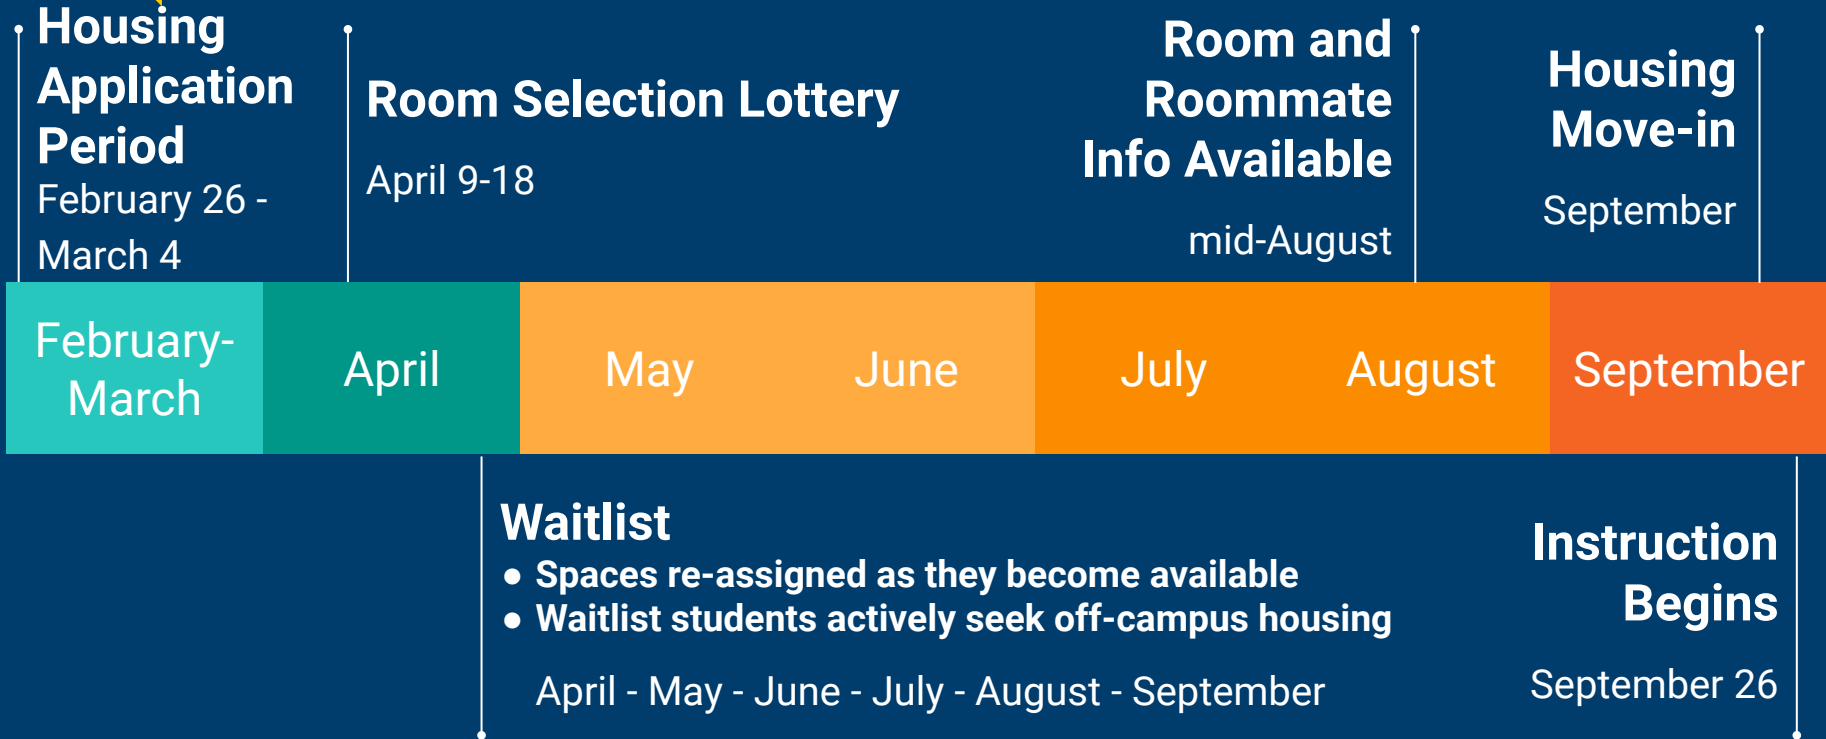 Housing
Application
Period
February 26 -
March 4
Room Selection Lottery
April 9-18
Room and
Roommate
Info Available
mid-August
Housing
Move-in
September
February-
March
April
May
June
July
August
September
Waitlist
● Spaces re-assigned as they become available
● Waitlist students actively seek off-campus housing
April - May - June - July - August - September
Instruction
Begins
September 26